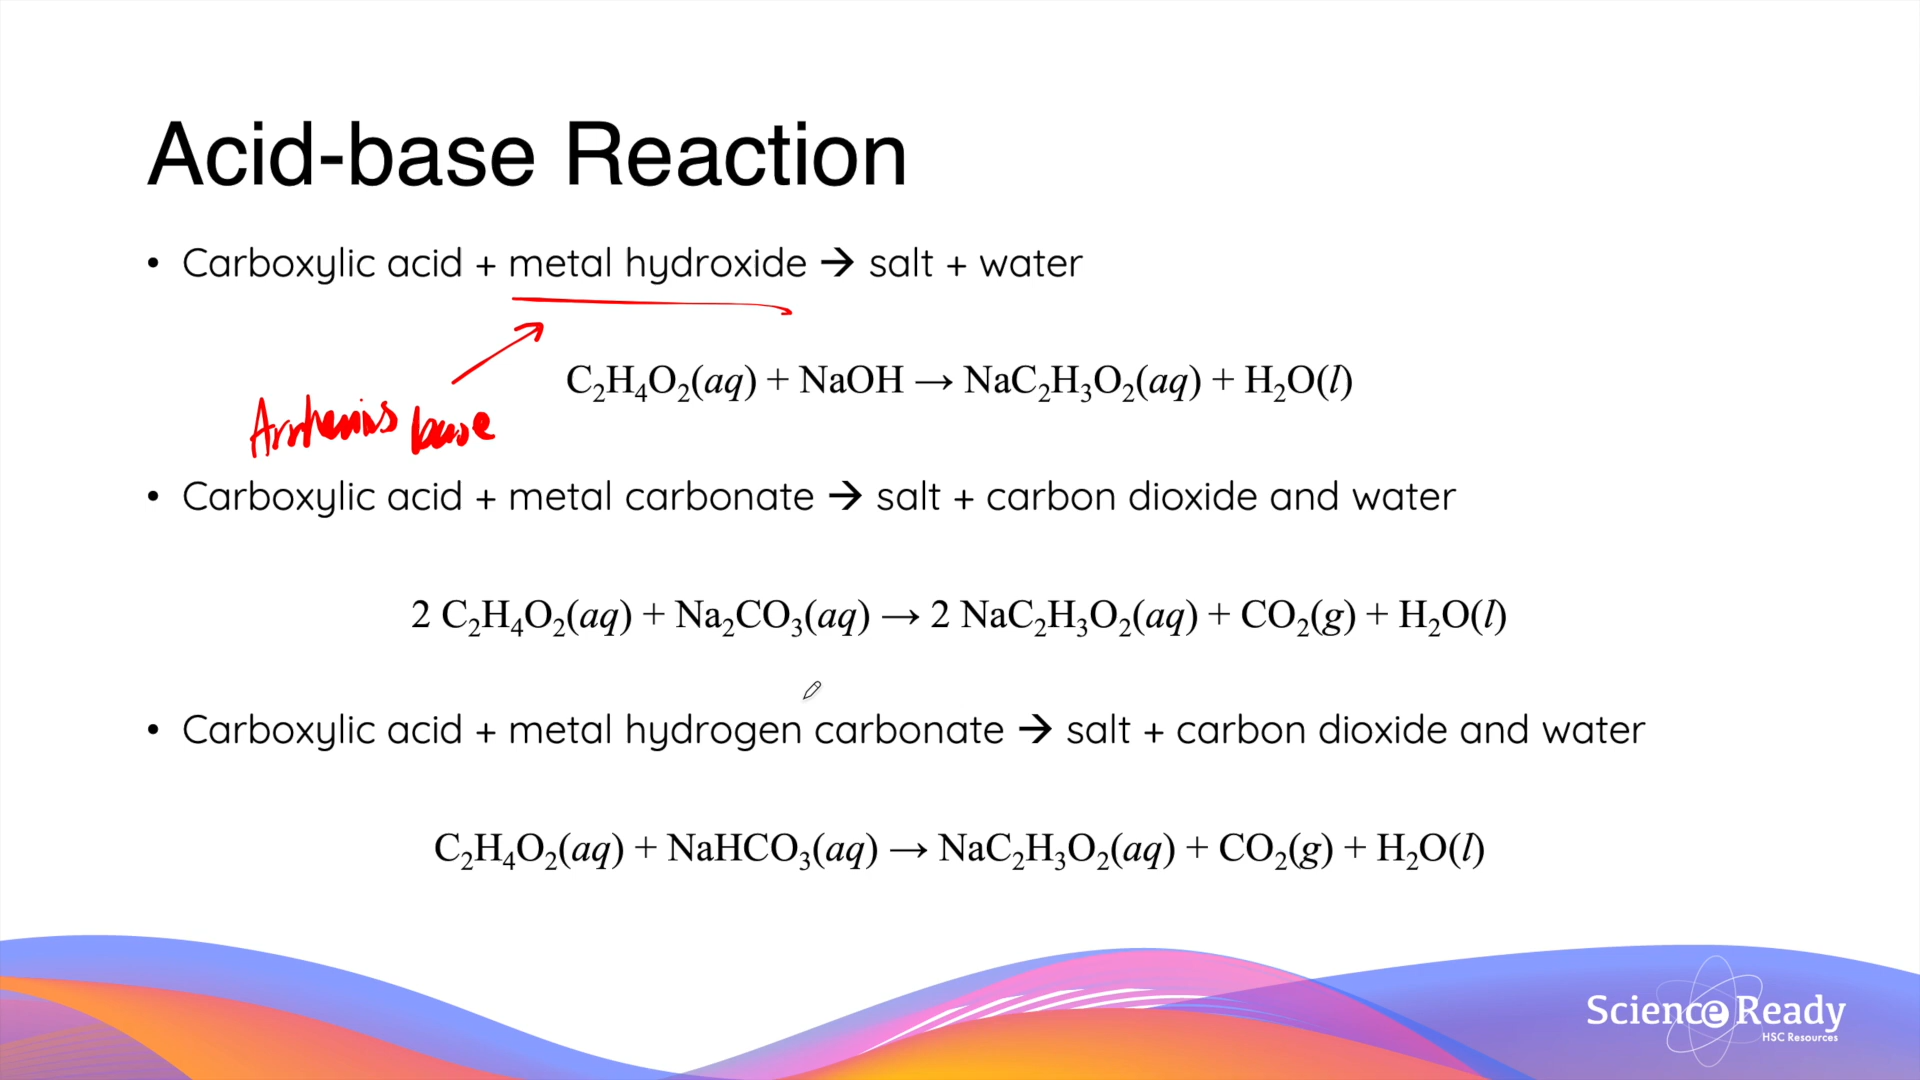 Acid-base Reaction
• Carboxylic acid + metal hydroxide → salt + water
C₂H₄O₂(aq) + NaOH → NaC₂H₃O₂(aq) + H₂O(l)
Arrhenius base
• Carboxylic acid + metal carbonate → salt + carbon dioxide and water
2 C₂H₄O₂(aq) + Na₂CO₃(aq) → 2 NaC₂H₃O₂(aq) + CO₂(g) + H₂O(l)
• Carboxylic acid + metal hydrogen carbonate → salt + carbon dioxide and water
C₂H₄O₂(aq) + NaHCO₃(aq) → NaC₂H₃O₂(aq) + CO₂(g) + H₂O(l)
Science Ready
HSC Resources